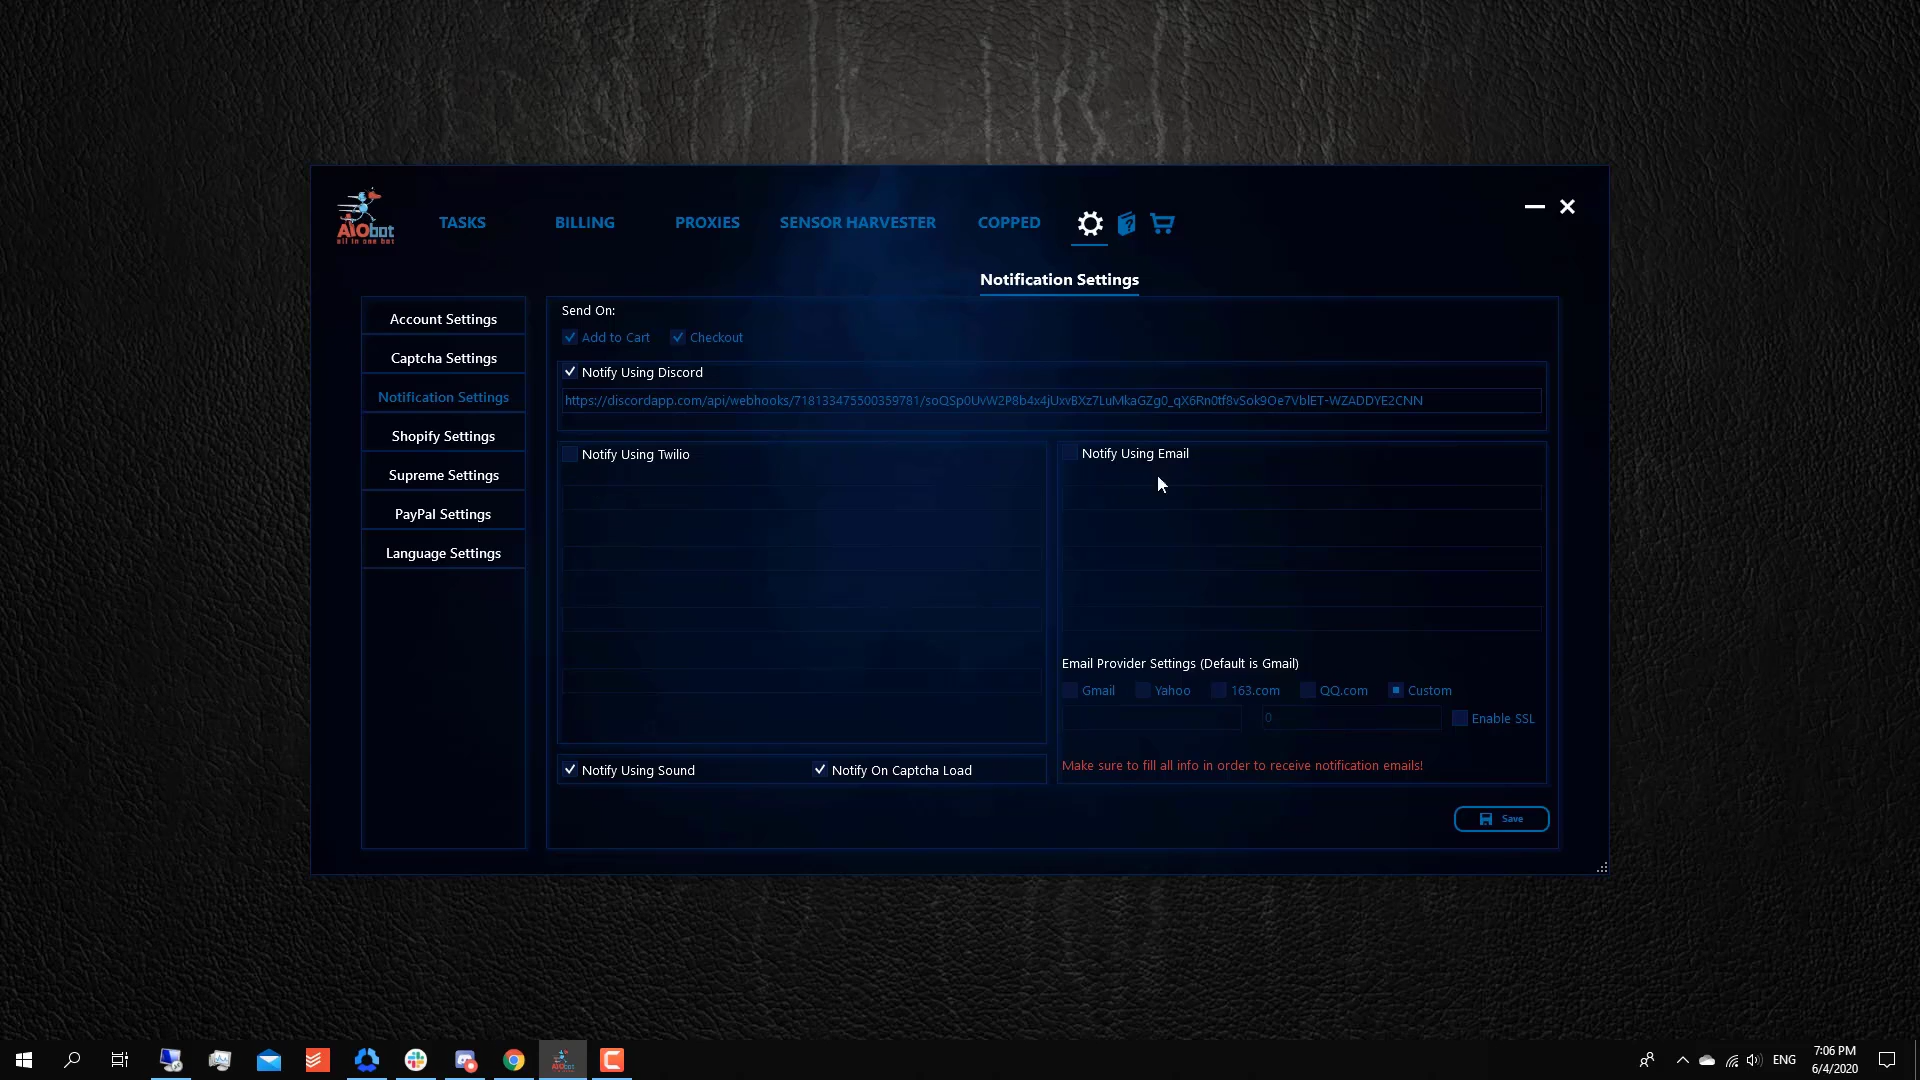 AIObot
all in one bot
TASKS
BILLING
PROXIES
SENSOR HARVESTER
COPPED
Notification Settings
Account Settings
Captcha Settings
Notification Settings
Shopify Settings
Supreme Settings
PayPal Settings
Language Settings
Send On:
Add to Cart
Checkout
Notify Using Discord
https://discordapp.com/api/webhooks/718133475500359781/soQSp0UvW2P8b4x4jUxvBXz7LuMkaGZg0_qX6Rn0tf8vSok9Oe7VblET-WZADDYE2CNN
Notify Using Twilio
Notify Using Email
Email Provider Settings (Default is Gmail)
Gmail
Yahoo
163.com
QQ.com
Custom
0
Enable SSL
Make sure to fill all info in order to receive notification emails!
Notify Using Sound
Notify On Captcha Load
Save
ENG
7:06 PM
6/4/2020